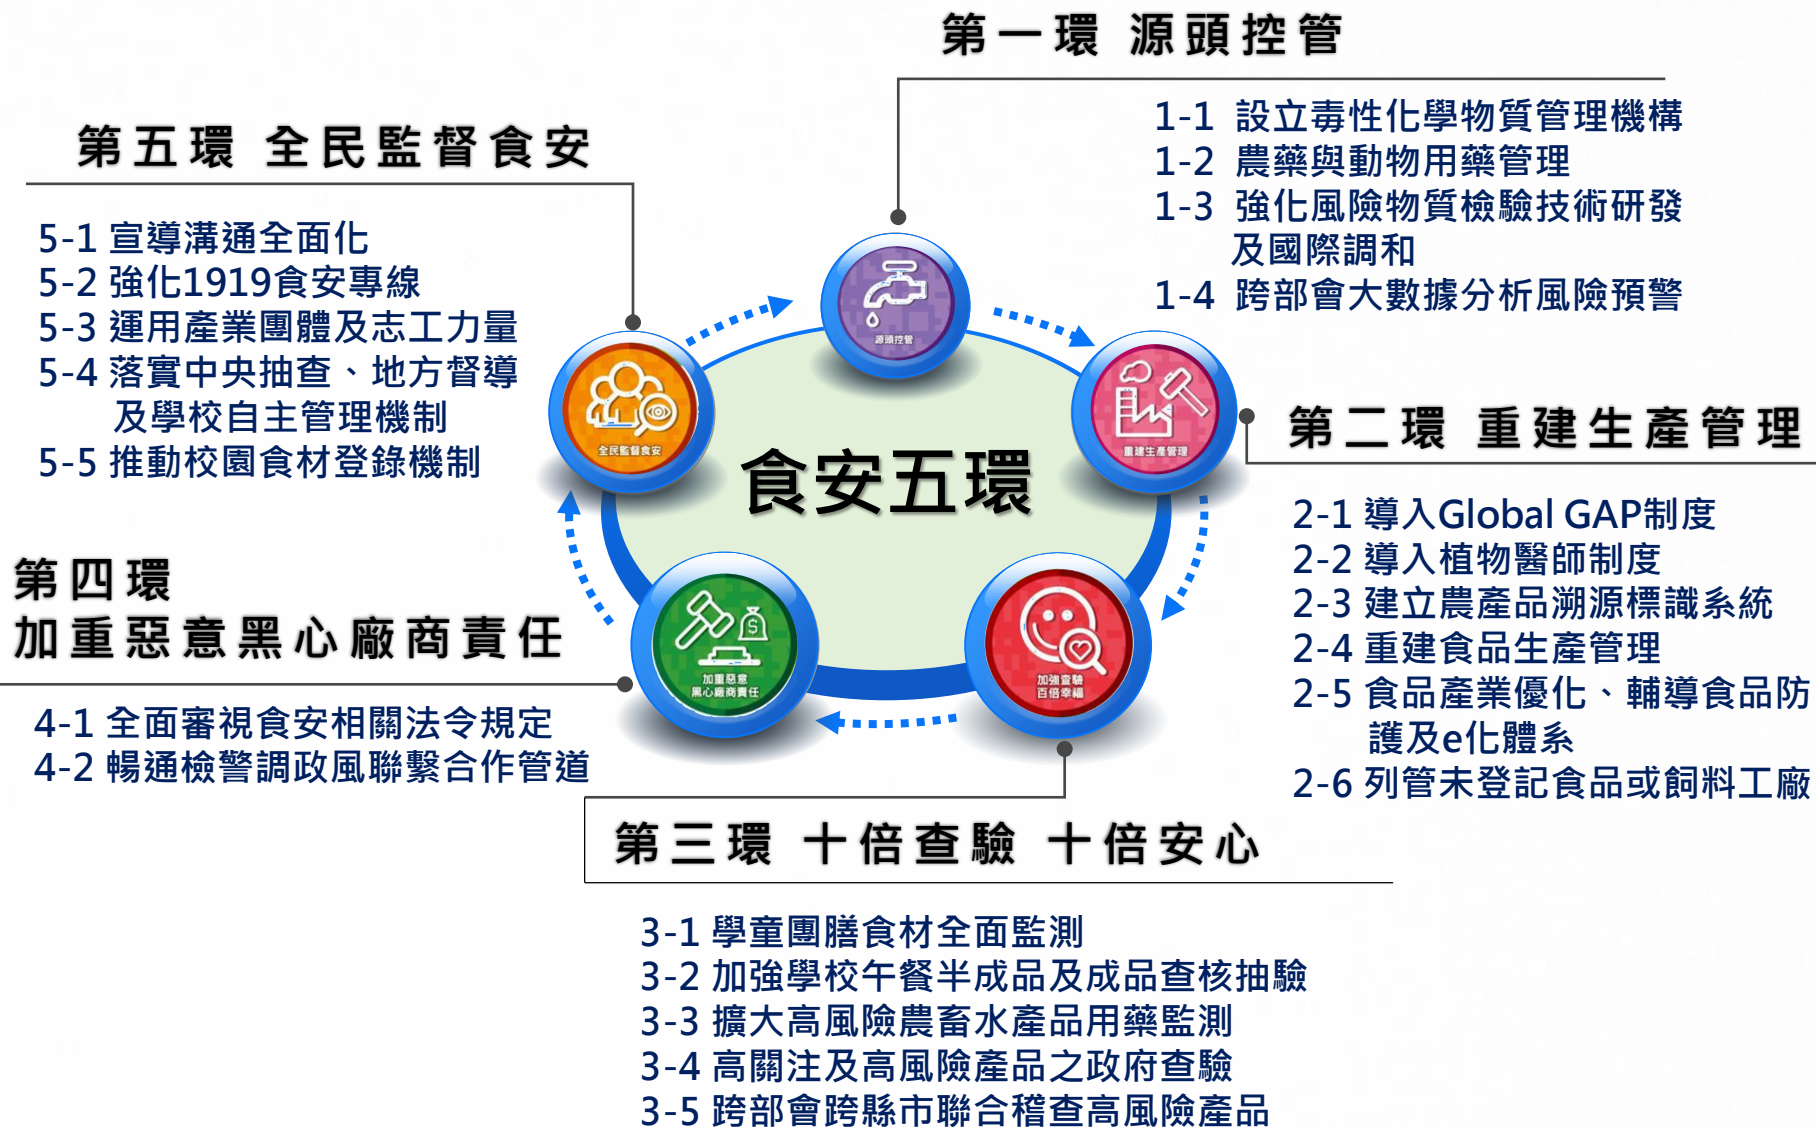 第一環 源頭控管
1-1 設立毒性化學物質管理機構
1-2 農藥與動物用藥管理
1-3 強化風險物質檢驗技術研發
及國際調和
1-4 跨部會大數據分析風險預警
第二環 重建生產管理
2-1 導入Global GAP制度
2-2 導入植物醫師制度
2-3 建立農產品溯源標識系統
2-4 重建食品生產管理
2-5 食品產業優化、輔導食品防
護及e化體系
2-6 列管未登記食品或飼料工廠
第三環 十倍查驗 十倍安心
3-1 學童團膳食材全面監測
3-2 加強學校午餐半成品及成品查核抽驗
3-3 擴大高風險農畜水產品用藥監測
3-4 高關注及高風險產品之政府查驗
3-5 跨部會跨縣市聯合稽查高風險產品
第四環
加重惡意黑心廠商責任
4-1 全面審視食安相關法令規定
4-2 暢通檢警調政風聯繫合作管道
第五環 全民監督食安
5-1 宣導溝通全面化
5-2 強化1919食安專線
5-3 運用產業團體及志工力量
5-4 落實中央抽查、地方督導
及學校自主管理機制
5-5 推動校園食材登錄機制
食安五環
源頭控管
重建生產管理
加強查驗
百倍幸福
加重惡意
黑心廠商責任
全民監督食安
$